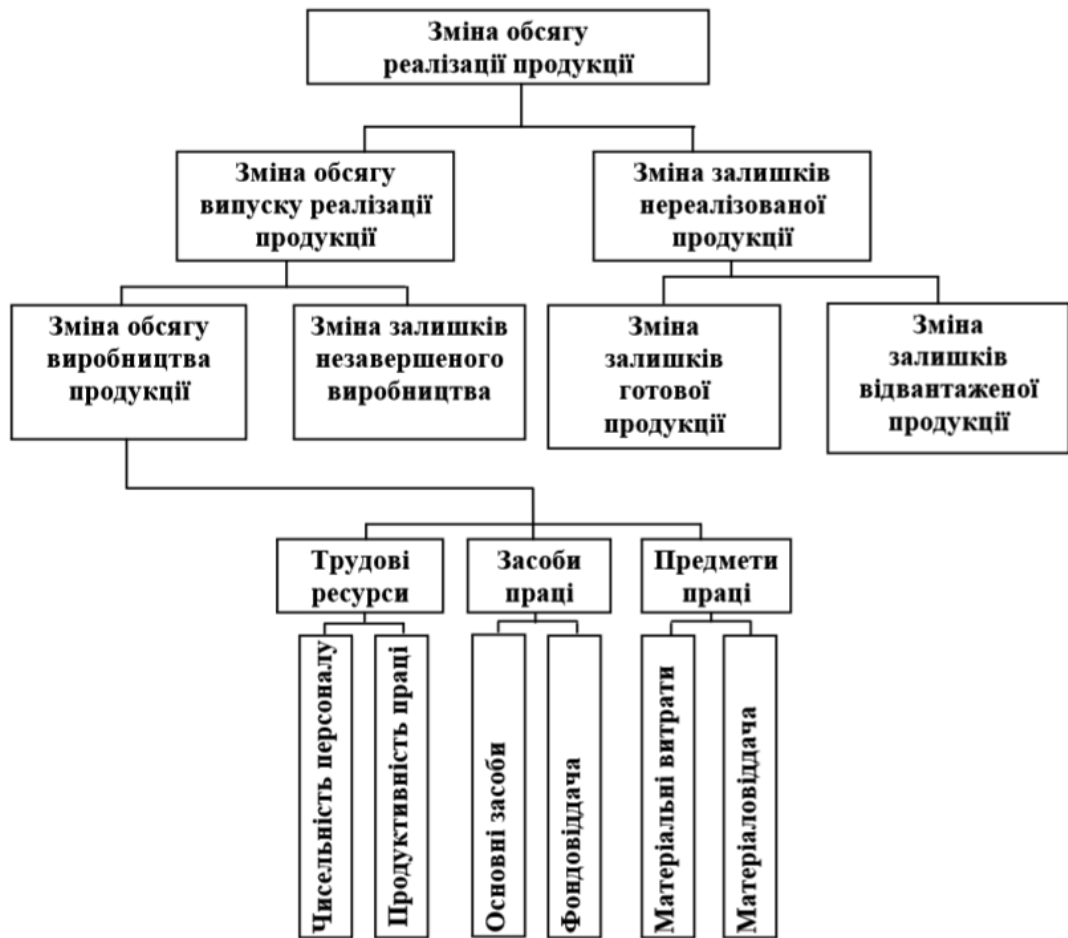 Зміна обсягу
реалізації продукції
Зміна обсягу
випуску реалізації
продукції
Зміна залишків
нереалізованої
продукції
Зміна обсягу
виробництва
продукції
Зміна залишків
незавершеного
виробництва
Зміна
залишків
готової
продукції
Зміна
залишків
відвантаженої
продукції
Трудові
ресурси
Засоби
праці
Предмети
праці
Чисельність персоналу
Продуктивність праці
Основні засоби
Фондовіддача
Матеріальні витрати
Матеріаловіддача